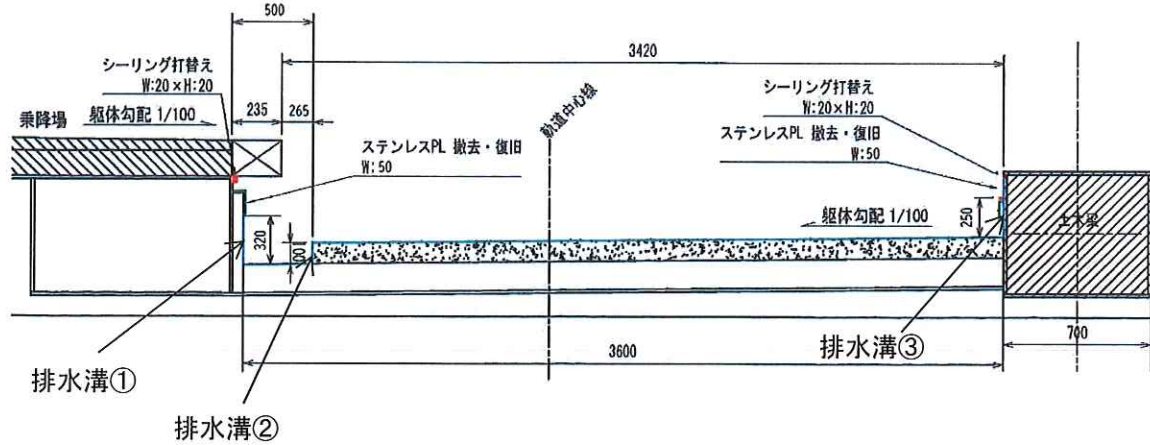 500
3420
シーリング打替え
W:20×H:20
シーリング打替え
W:20×H:20
乗降場
躯体勾配 1/100
235
265
軌道中心線
ステンレスPL 撤去・復旧
W:50
ステンレスPL 撤去・復旧
W:50
320
100
躯体勾配 1/100
250
土木梁
排水溝①
排水溝②
3600
排水溝③
700